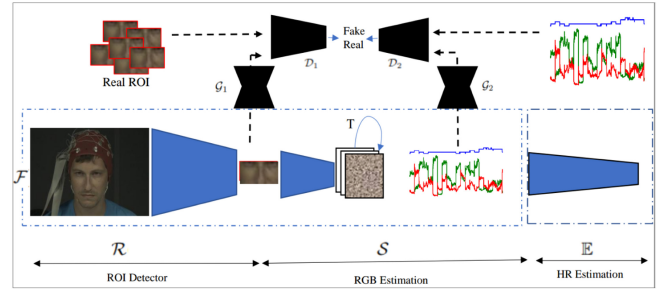 Fake
Real
𝒟₁
𝒟₂
Real ROI
𝒢₁
𝒢₂
T
ℱ
ℛ
𝒮
𝔼
ROI Detector
RGB Estimation
HR Estimation